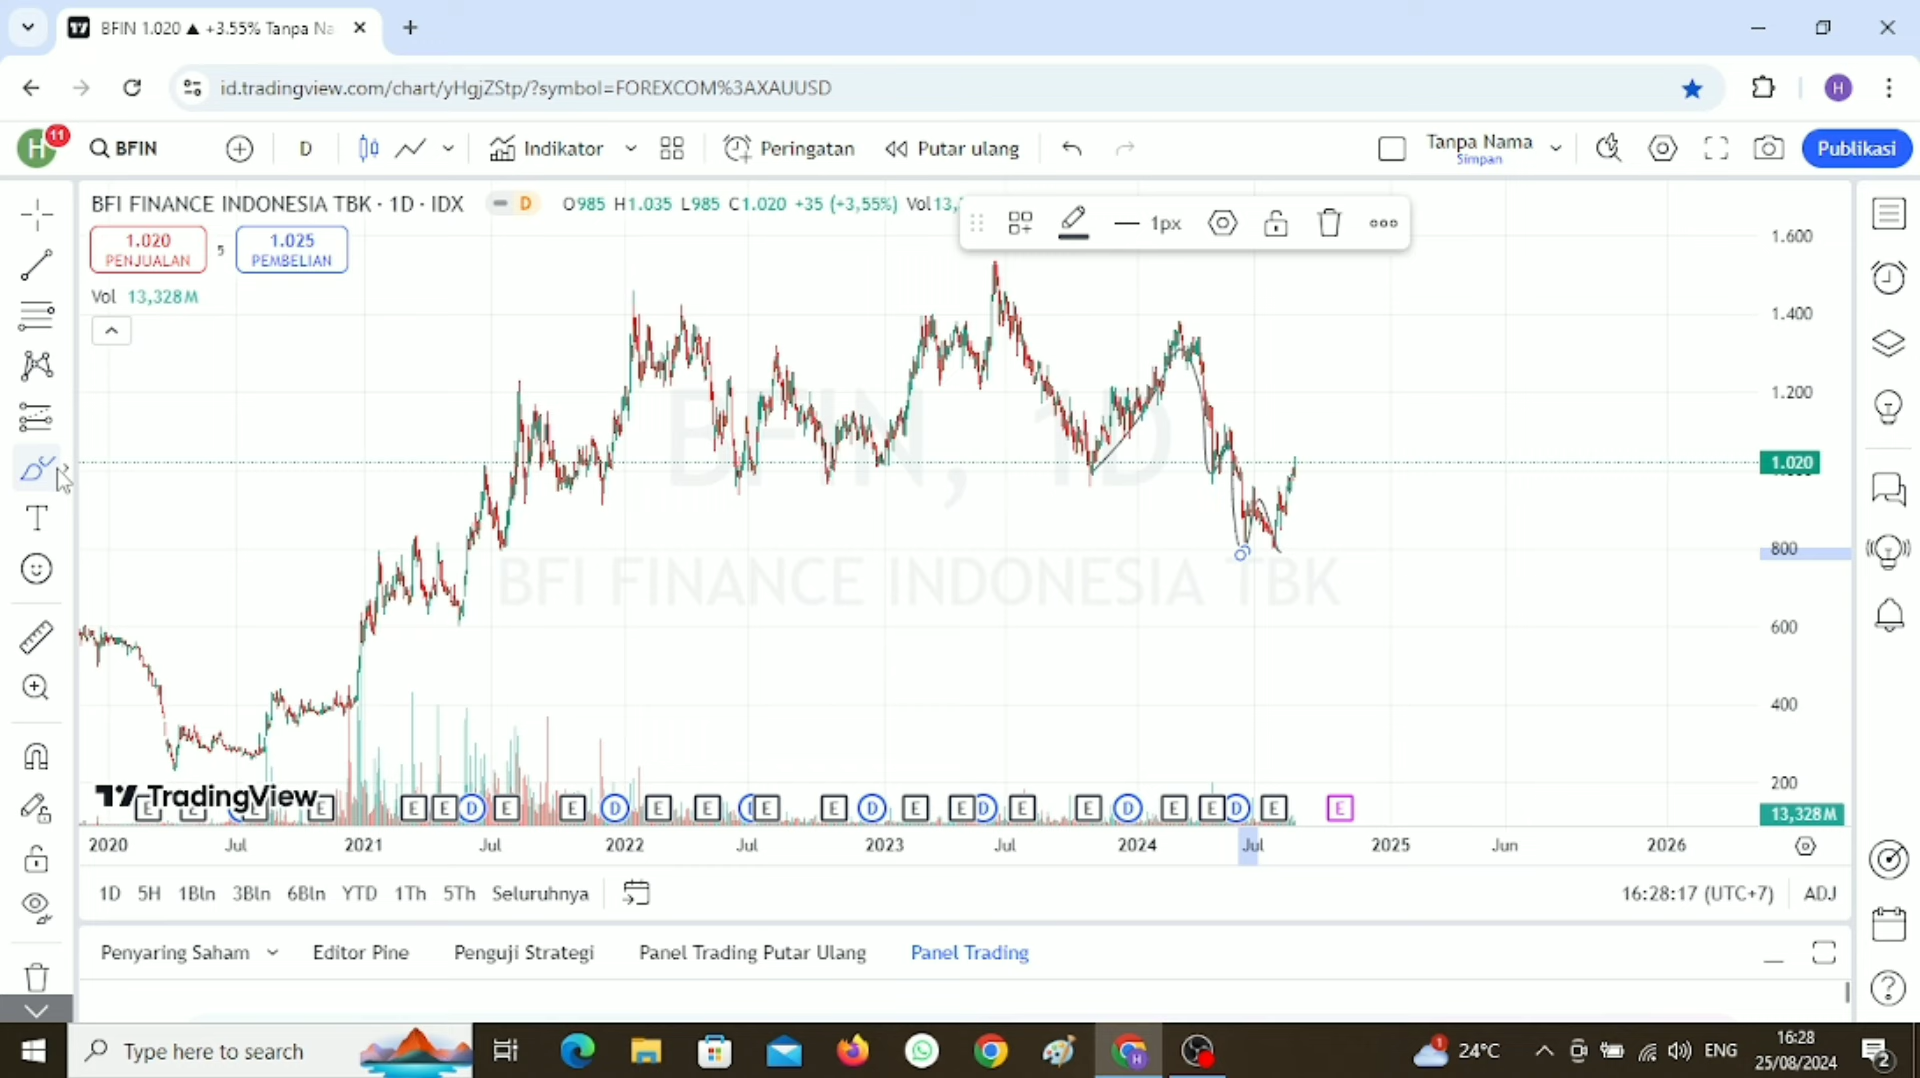 BFIN 1.020 ▲ +3.55% Tanpa Na
id.tradingview.com/chart/yHgjZStp/?symbol=FOREXCOM%3AXAUUSD
H
H 11
BFIN
D
Indikator
Peringatan
Putar ulang
Tanpa Nama
Simpan
Publikasi
BFI FINANCE INDONESIA TBK · 1D · IDX
D
O985 H1.035 L985 C1.020 +35 (+3,55%) Vol13,
1px
1.020
PENJUALAN
5
1.025
PEMBELIAN
Vol 13,328M
BFIN, 1D
BFI FINANCE INDONESIA TBK
1.600
1.400
1.200
1.020
800
600
400
200
13,328M
TradingView
E E E E E E D E E D E E D E E D E E D E E E D E E
2020 Jul 2021 Jul 2022 Jul 2023 Jul 2024 Jul 2025 Jun 2026
1D 5H 1Bln 3Bln 6Bln YTD 1Th 5Th Seluruhnya
16:28:17 (UTC+7) ADJ
Penyaring Saham Editor Pine Penguji Strategi Panel Trading Putar Ulang Panel Trading
Type here to search
1
24°C
ENG
16:28
25/08/2024
2